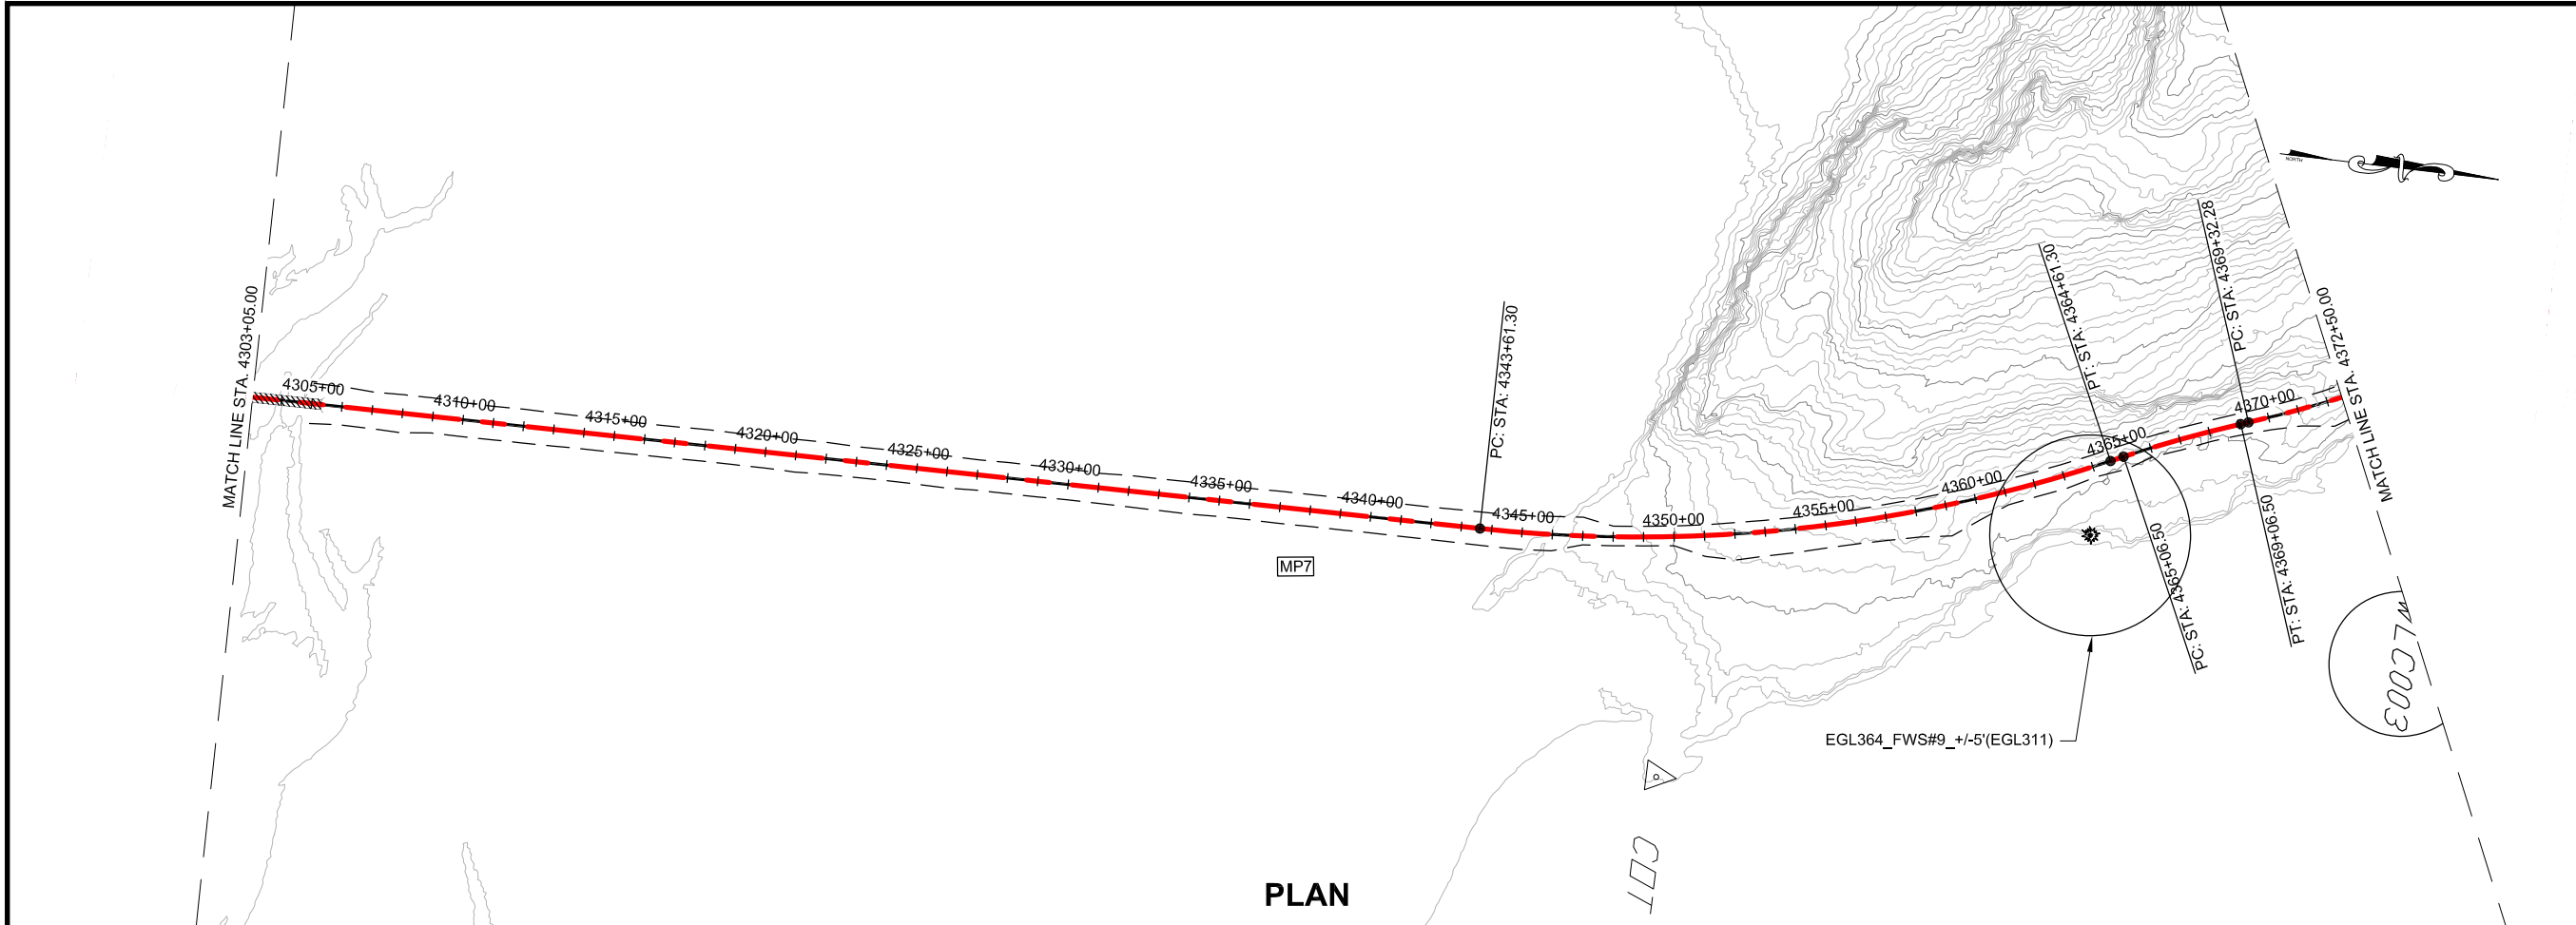 NORTH
MATCH LINE STA. 4303+05.00
4305+00
4310+00
4315+00
4320+00
4325+00
4330+00
4335+00
4340+00
PC: STA: 4343+61.30
4345+00
4350+00
4355+00
4360+00
PT: STA: 4364+61.30
4365+00
PC: STA: 4365+06.50
PC: STA: 4369+32.28
PT: STA: 4369+06.50
4370+00
MATCH LINE STA. 4372+50.00
MP7
EGL364_FWS#9_+/-5'(EGL311)
WLC003
COT
PLAN